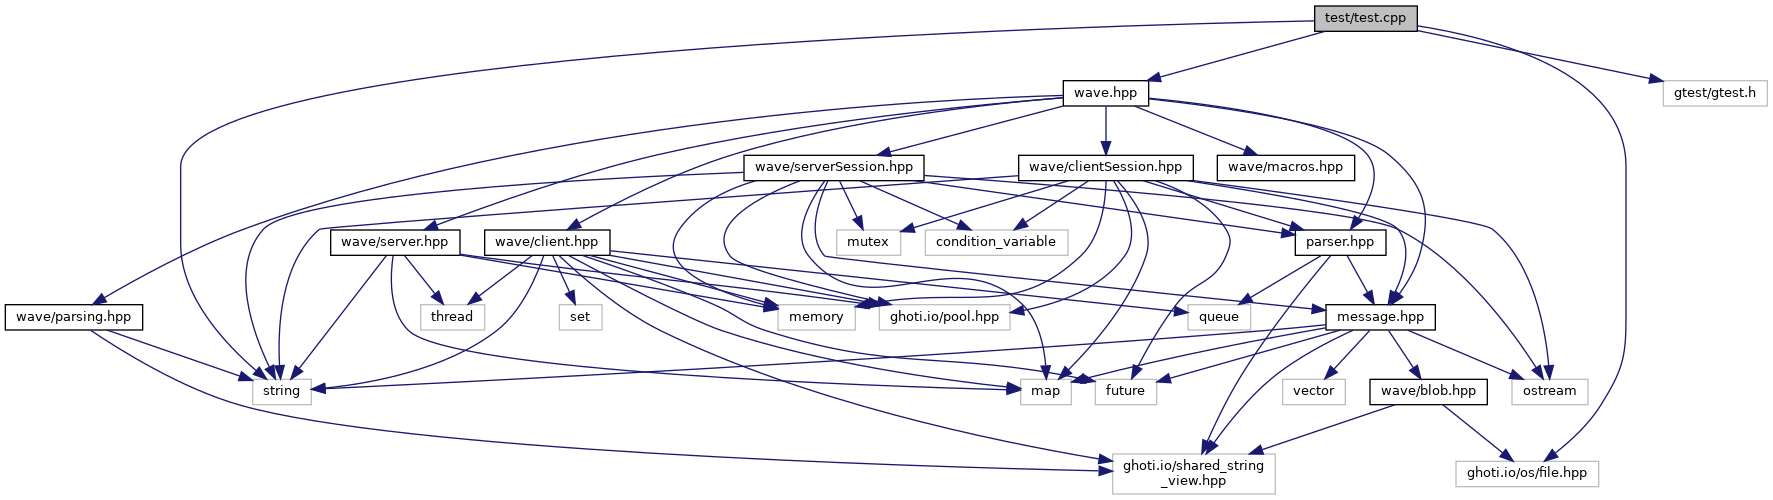 test/test.cpp
wave.hpp
gtest/gtest.h
wave/serverSession.hpp
wave/clientSession.hpp
wave/macros.hpp
wave/server.hpp
wave/client.hpp
mutex
condition_variable
parser.hpp
wave/parsing.hpp
thread
set
memory
ghoti.io/pool.hpp
queue
message.hpp
string
map
future
vector
wave/blob.hpp
ostream
ghoti.io/shared_string
_view.hpp
ghoti.io/os/file.hpp